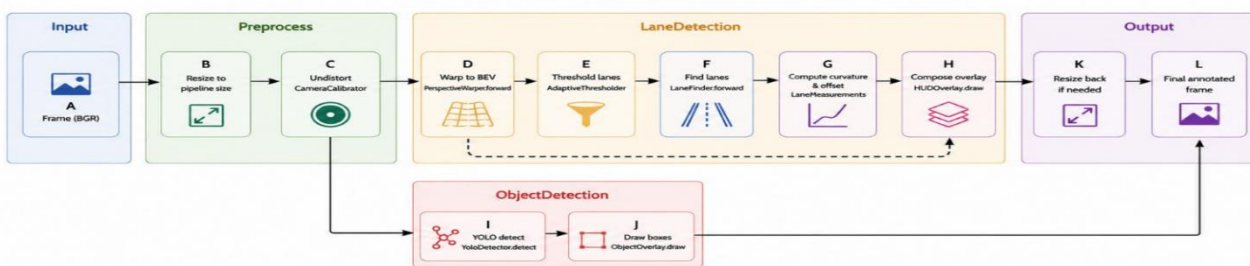 Input
Preprocess
LaneDetection
Output
A
Frame (BGR)
B
Resize to
pipeline size
C
Undistort
CameraCalibrator
D
Warp to BEV
PerspectiveWarper.forward
E
Threshold lanes
AdaptiveThresholder
F
Find lanes
LaneFinder.forward
G
Compute curvature
& offset
LaneMeasurements
H
Compose overlay
HUDOverlay.draw
K
Resize back
if needed
L
Final annotated
frame
ObjectDetection
I
YOLO detect
YoloDetector.detect
J
Draw boxes
ObjectOverlay.draw